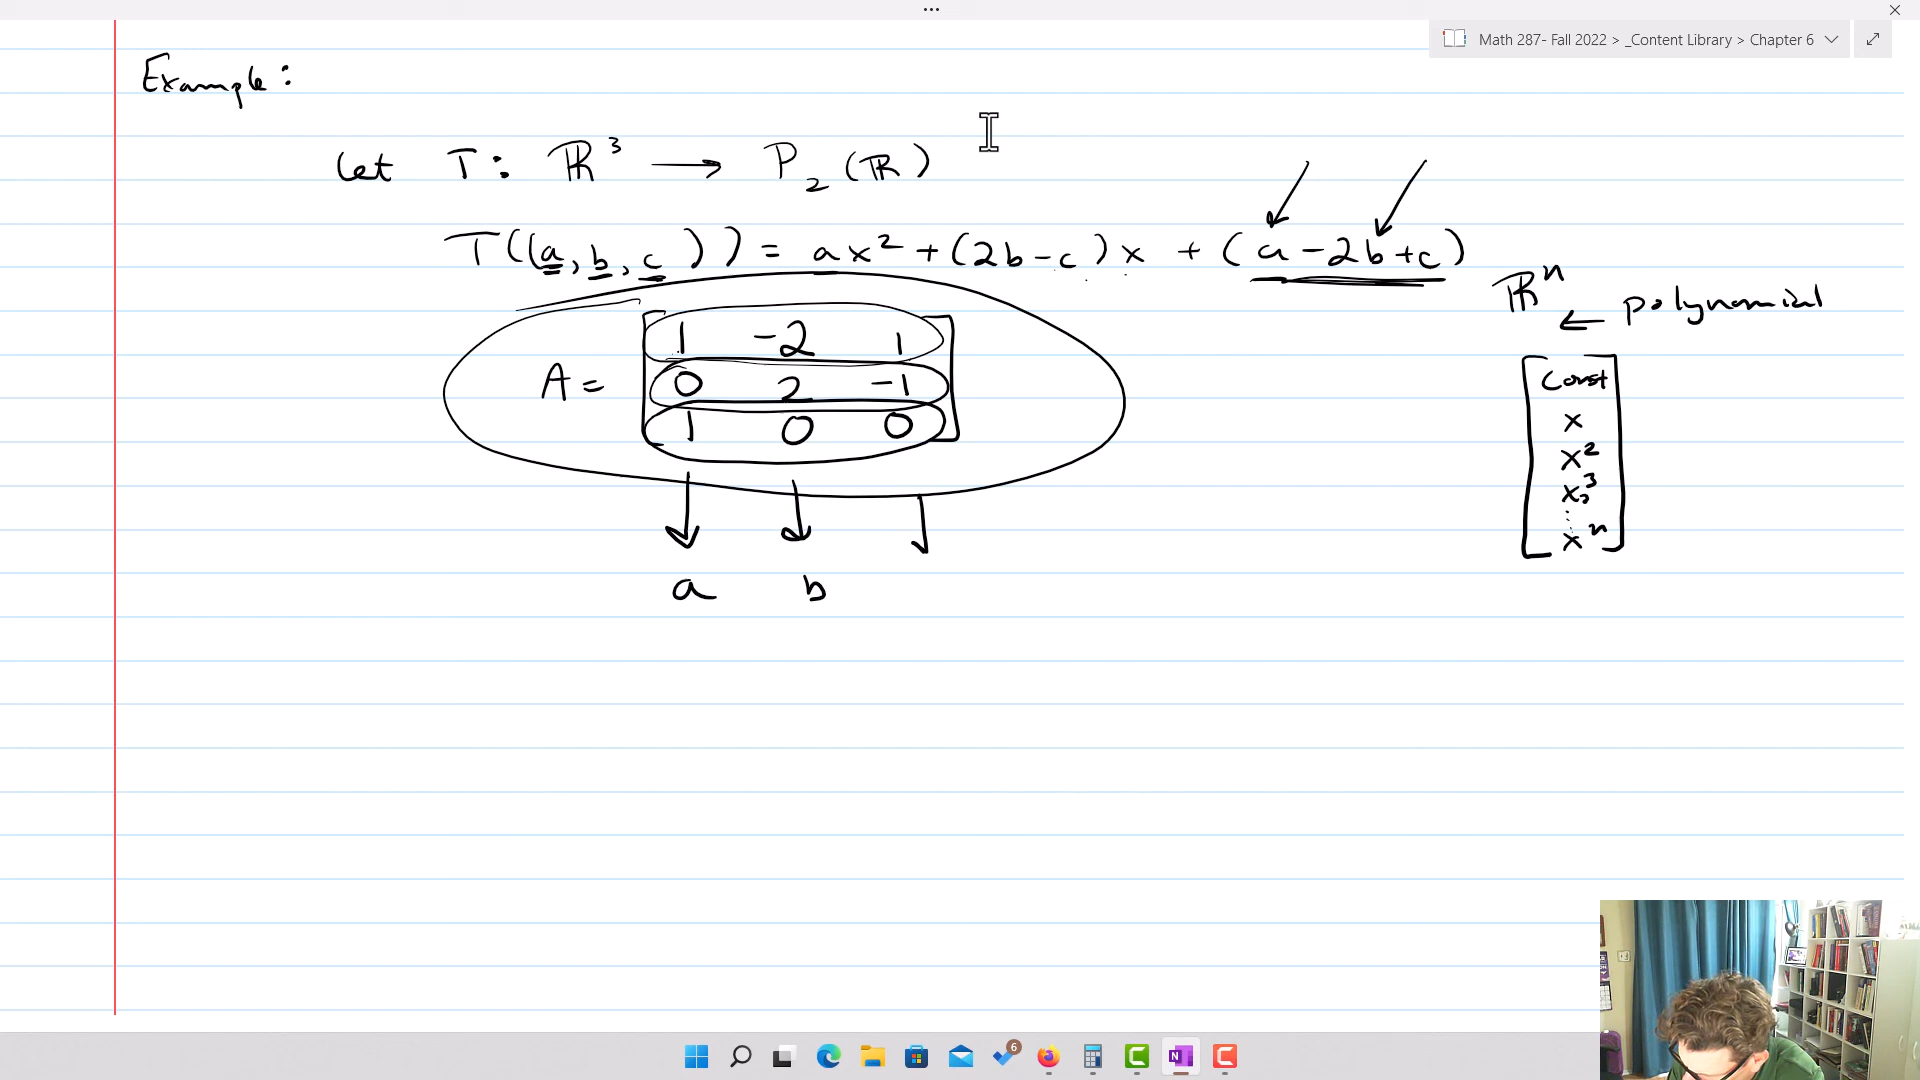 Math 287- Fall 2022 > _Content Library > Chapter 6
Example:
Let T: ℝ³ → P₂(ℝ)
T((a, b, c)) = ax² + (2b-c)x + (a-2b+c)
ℝⁿ ← polynomial
A = [1 -2 1
0 2 -1
1 0 0]
a b
[Const
x
x²
x³
⋮
xⁿ]
6